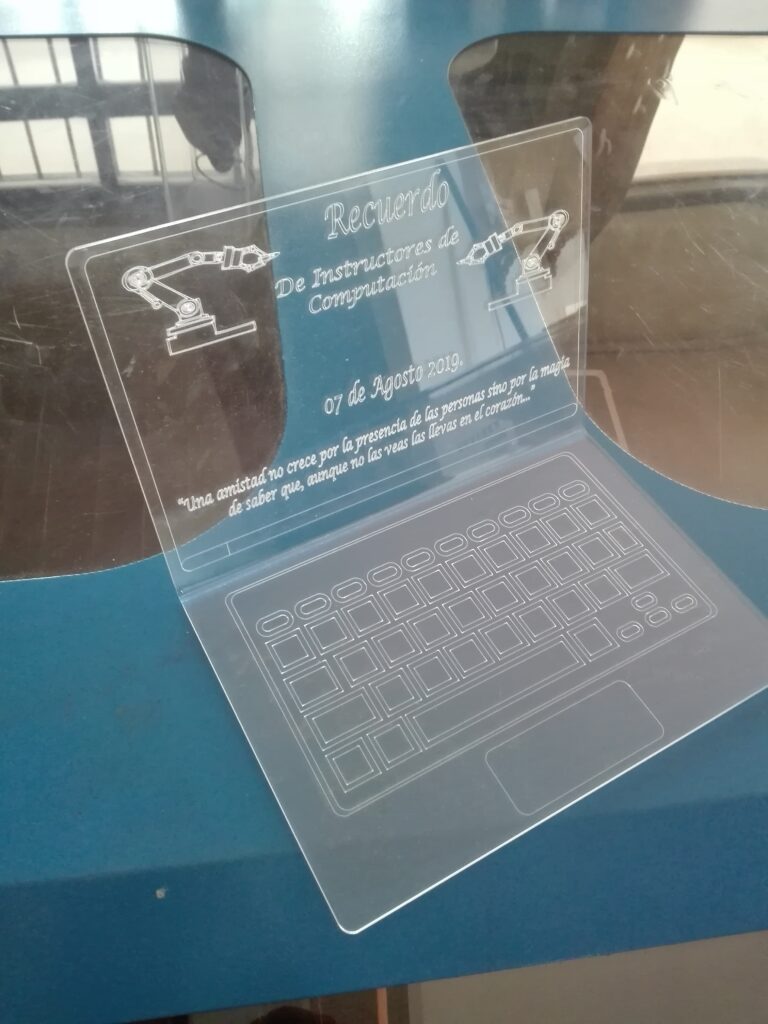 Recuerdo
De Instructores de
Computación
07 de Agosto 2019.
"Una amistad no crece por la presencia de las personas sino por la magia
de saber que, aunque no las veas las llevas en el corazón..."